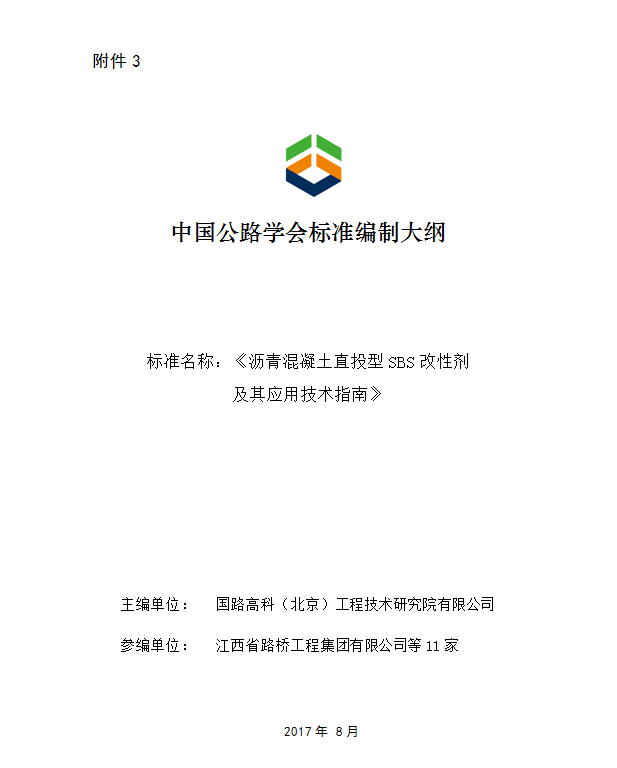 附件 3
中国公路学会标准编制大纲
标准名称：《沥青混凝土直投型 SBS 改性剂
及其应用技术指南》
主编单位： 国路高科（北京）工程技术研究院有限公司
参编单位： 江西省路桥工程集团有限公司等 11 家
2017 年 8 月